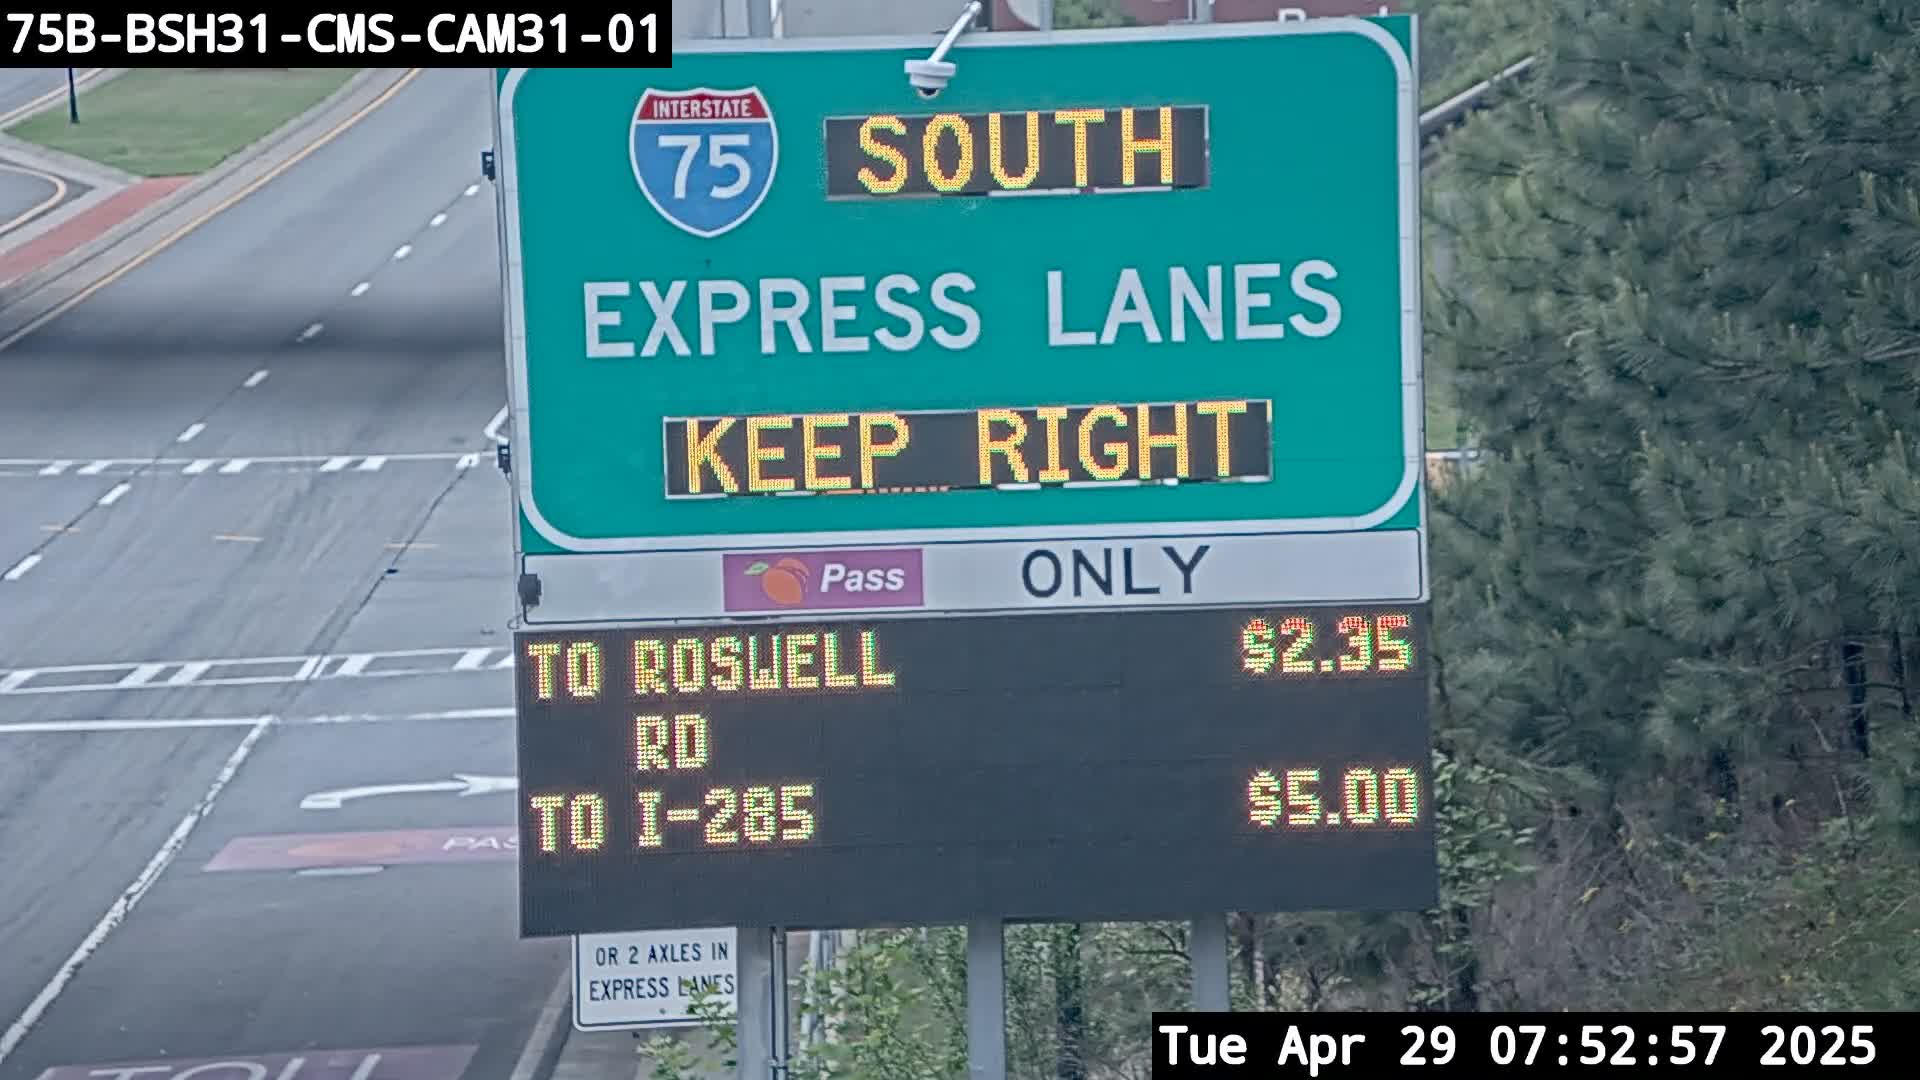 75B-BSH31-CMS-CAM31-01
INTERSTATE
75
SOUTH
EXPRESS LANES
KEEP RIGHT
Pass ONLY
TO ROSWELL $2.35
RD
TO I-285 $5.00
OR 2 AXLES IN
EXPRESS LANES
TOLL
Tue Apr 29 07:52:57 2025